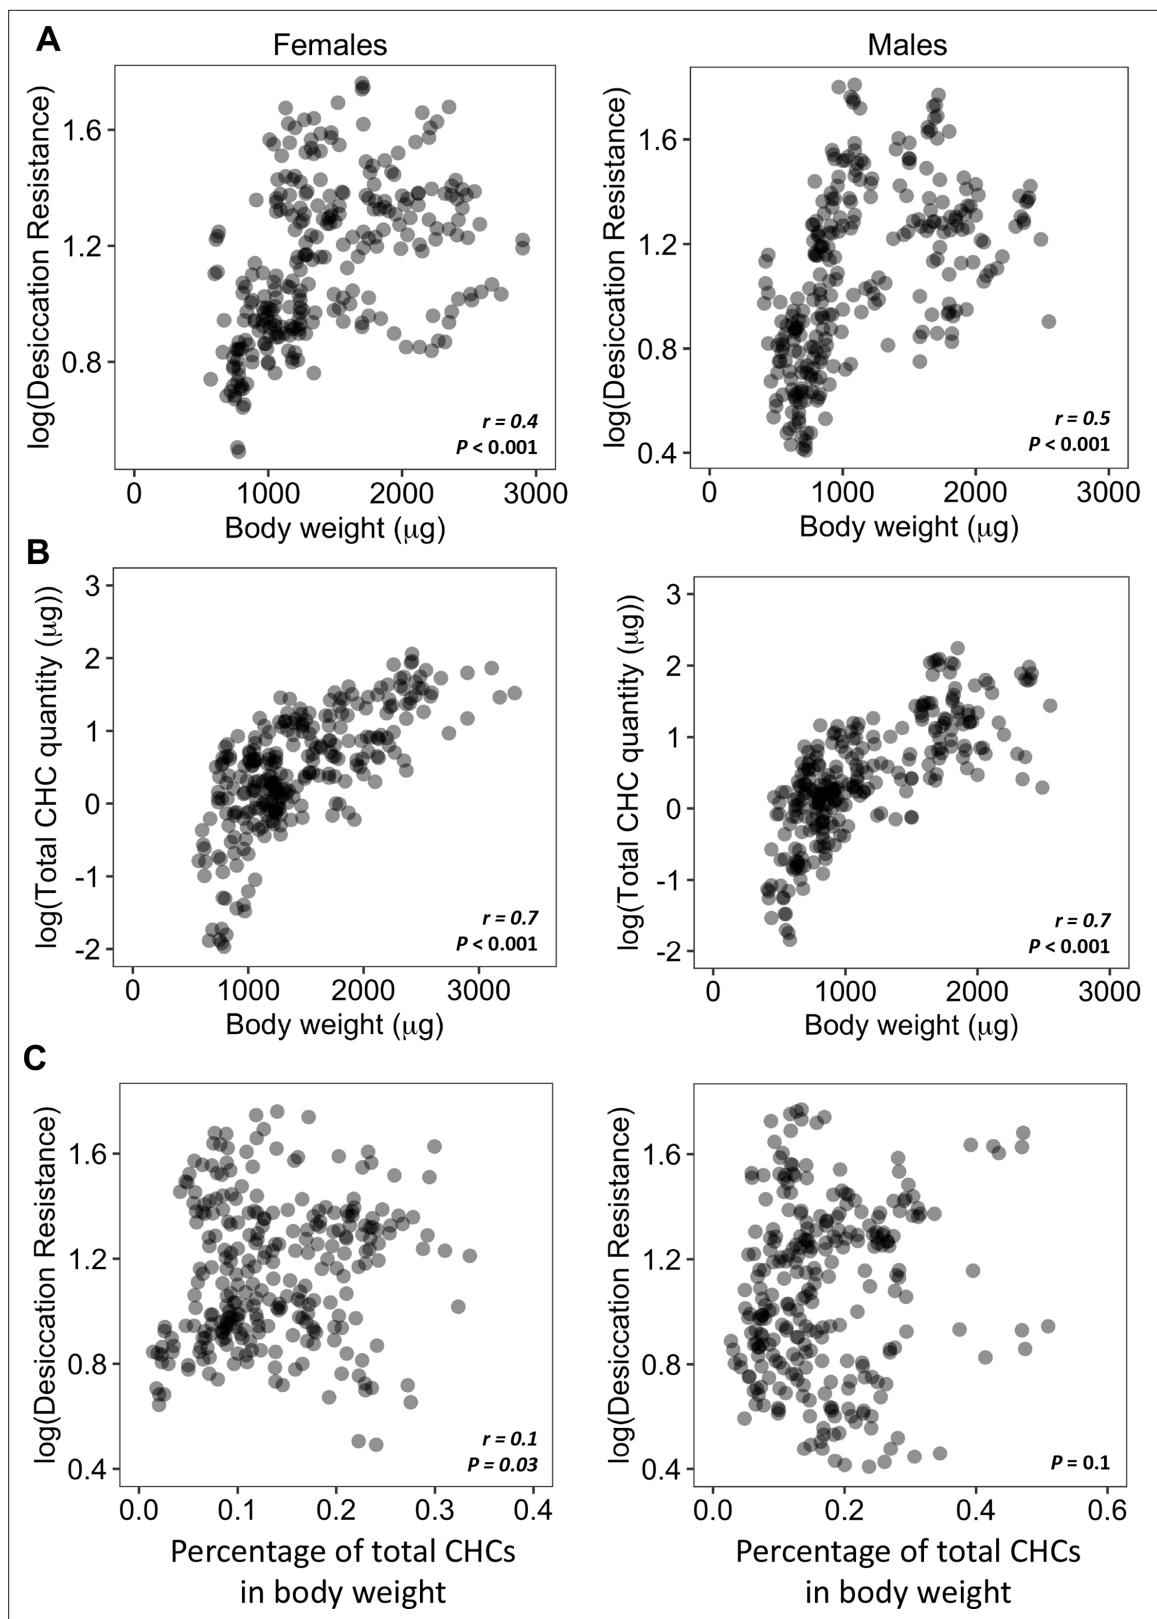 A
Females
Males
log(Desiccation Resistance)
1.6
1.2
0.8
r = 0.4
P < 0.001
0
1000
2000
3000
Body weight (μg)
log(Desiccation Resistance)
1.6
1.2
0.8
0.4
r = 0.5
P < 0.001
0
1000
2000
3000
Body weight (μg)
B
log(Total CHC quantity (μg))
3
2
1
0
-1
-2
r = 0.7
P < 0.001
0
1000
2000
3000
Body weight (μg)
log(Total CHC quantity (μg))
3
2
1
0
-1
-2
r = 0.7
P < 0.001
0
1000
2000
3000
Body weight (μg)
C
log(Desiccation Resistance)
1.6
1.2
0.8
0.4
r = 0.1
P = 0.03
0.0
0.1
0.2
0.3
0.4
Percentage of total CHCs
in body weight
log(Desiccation Resistance)
1.6
1.2
0.8
0.4
P = 0.1
0.0
0.2
0.4
0.6
Percentage of total CHCs
in body weight